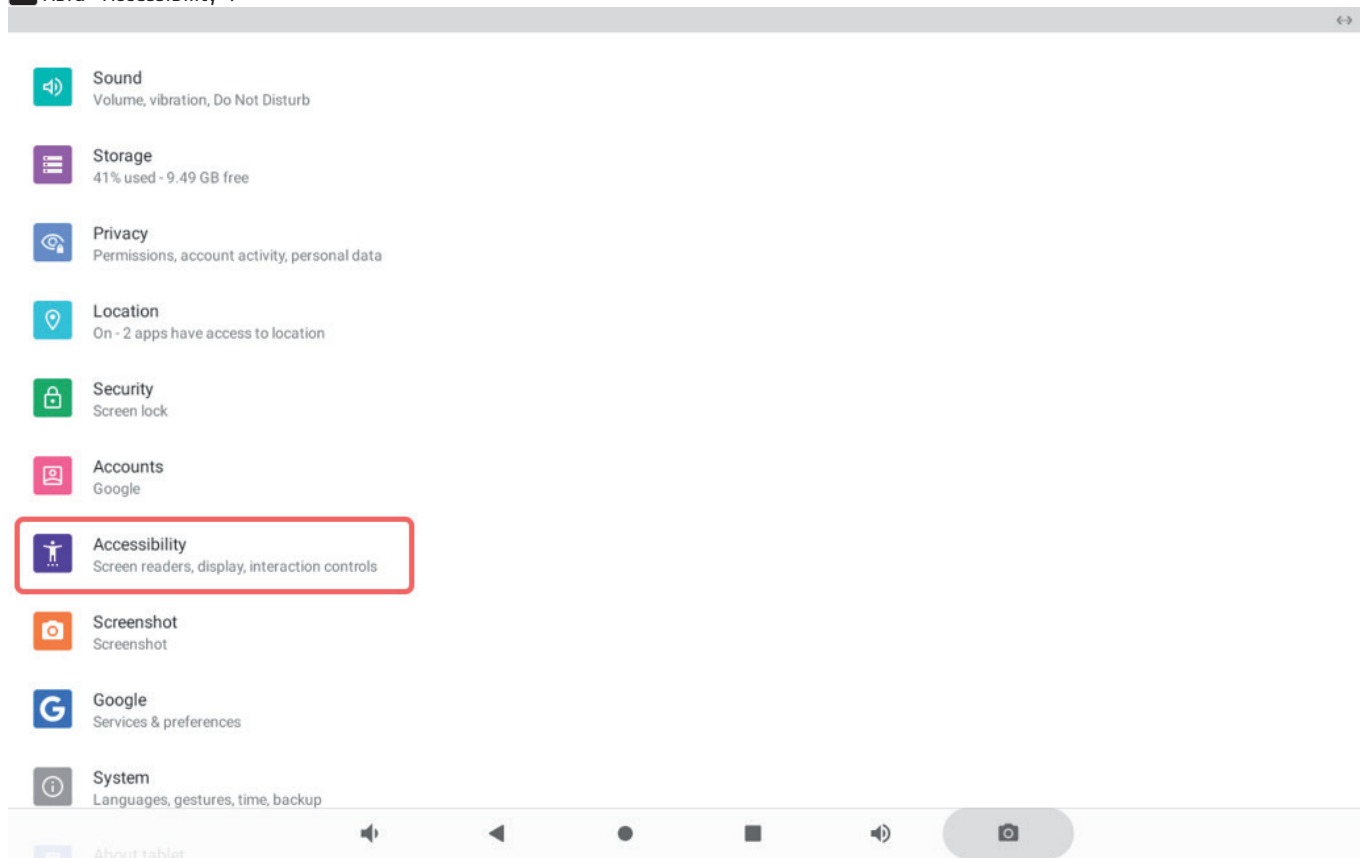 Sound
Volume, vibration, Do Not Disturb
Storage
41% used - 9.49 GB free
Privacy
Permissions, account activity, personal data
Location
On - 2 apps have access to location
Security
Screen lock
Accounts
Google
Accessibility
Screen readers, display, interaction controls
Screenshot
Screenshot
Google
Services & preferences
System
Languages, gestures, time, backup
About tablet